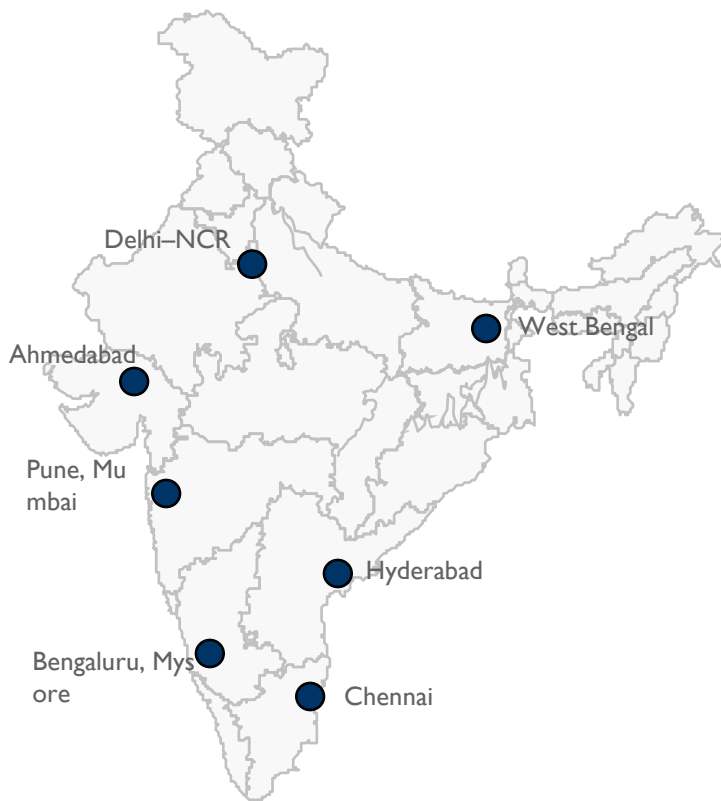 Delhi–NCR
West Bengal
Ahmedabad
Pune, Mu
mbai
Hyderabad
Bengaluru, Mys
ore
Chennai